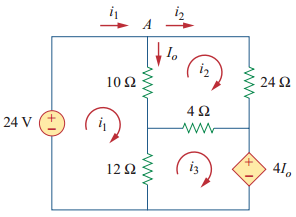 i₁ A i₂
Iₒ
10 Ω i₂ 24 Ω
4 Ω
24 V + − i₁
12 Ω i₃ + − 4Iₒ